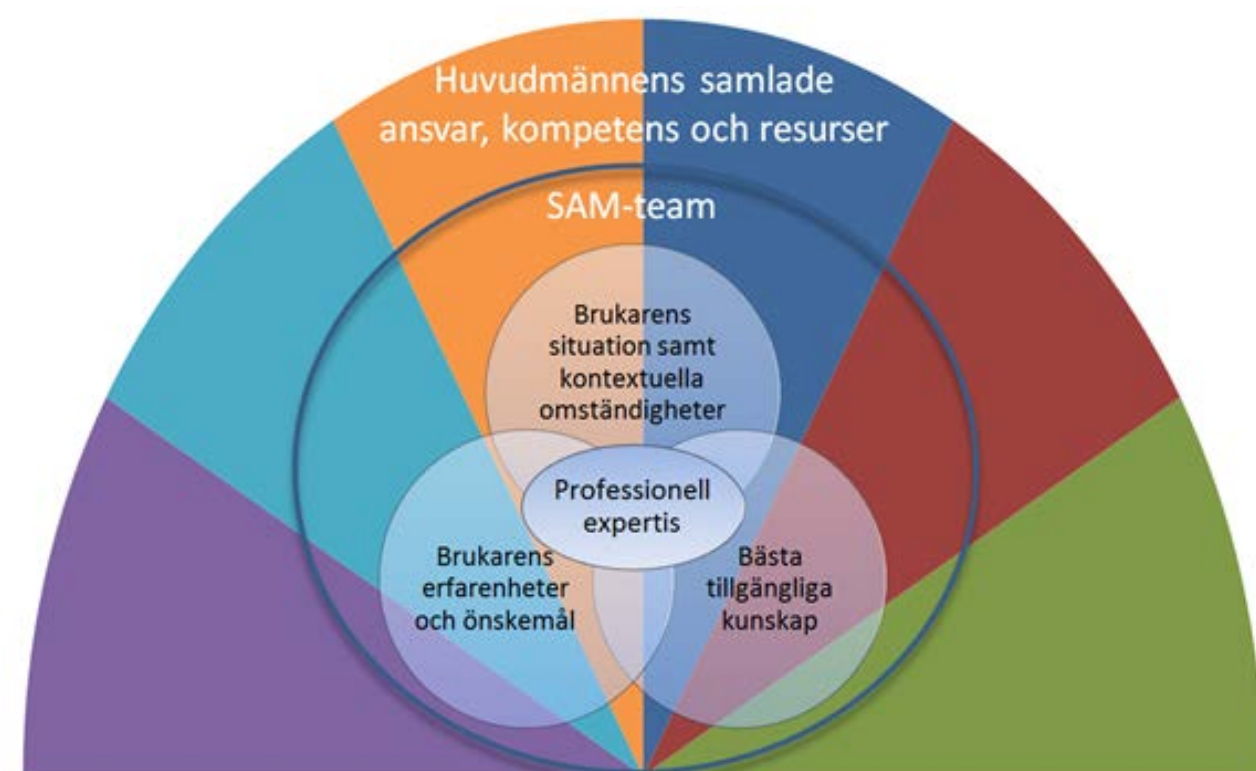 Huvudmännens samlade
ansvar, kompetens och resurser
SAM-team
Brukarens
situation samt
kontextuella
omständigheter
Professionell
expertis
Brukarens
erfarenheter
och önskemål
Bästa
tillgängliga
kunskap